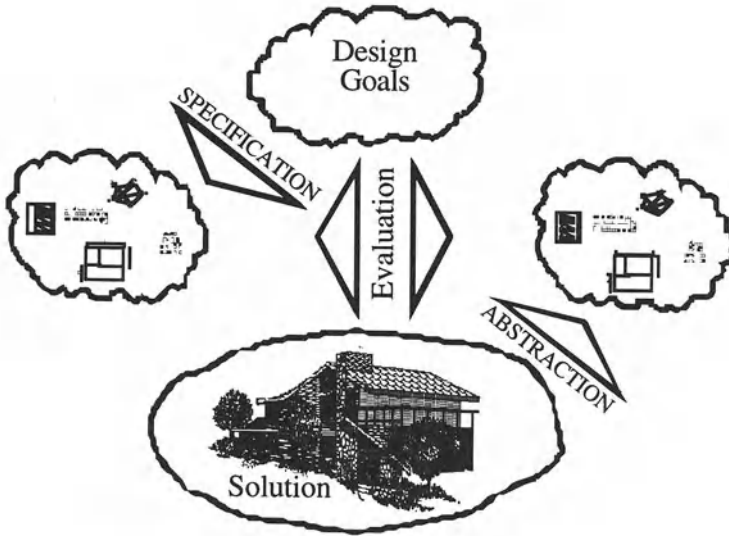 Design
Goals
SPECIFICATION
Evaluation
ABSTRACTION
Solution